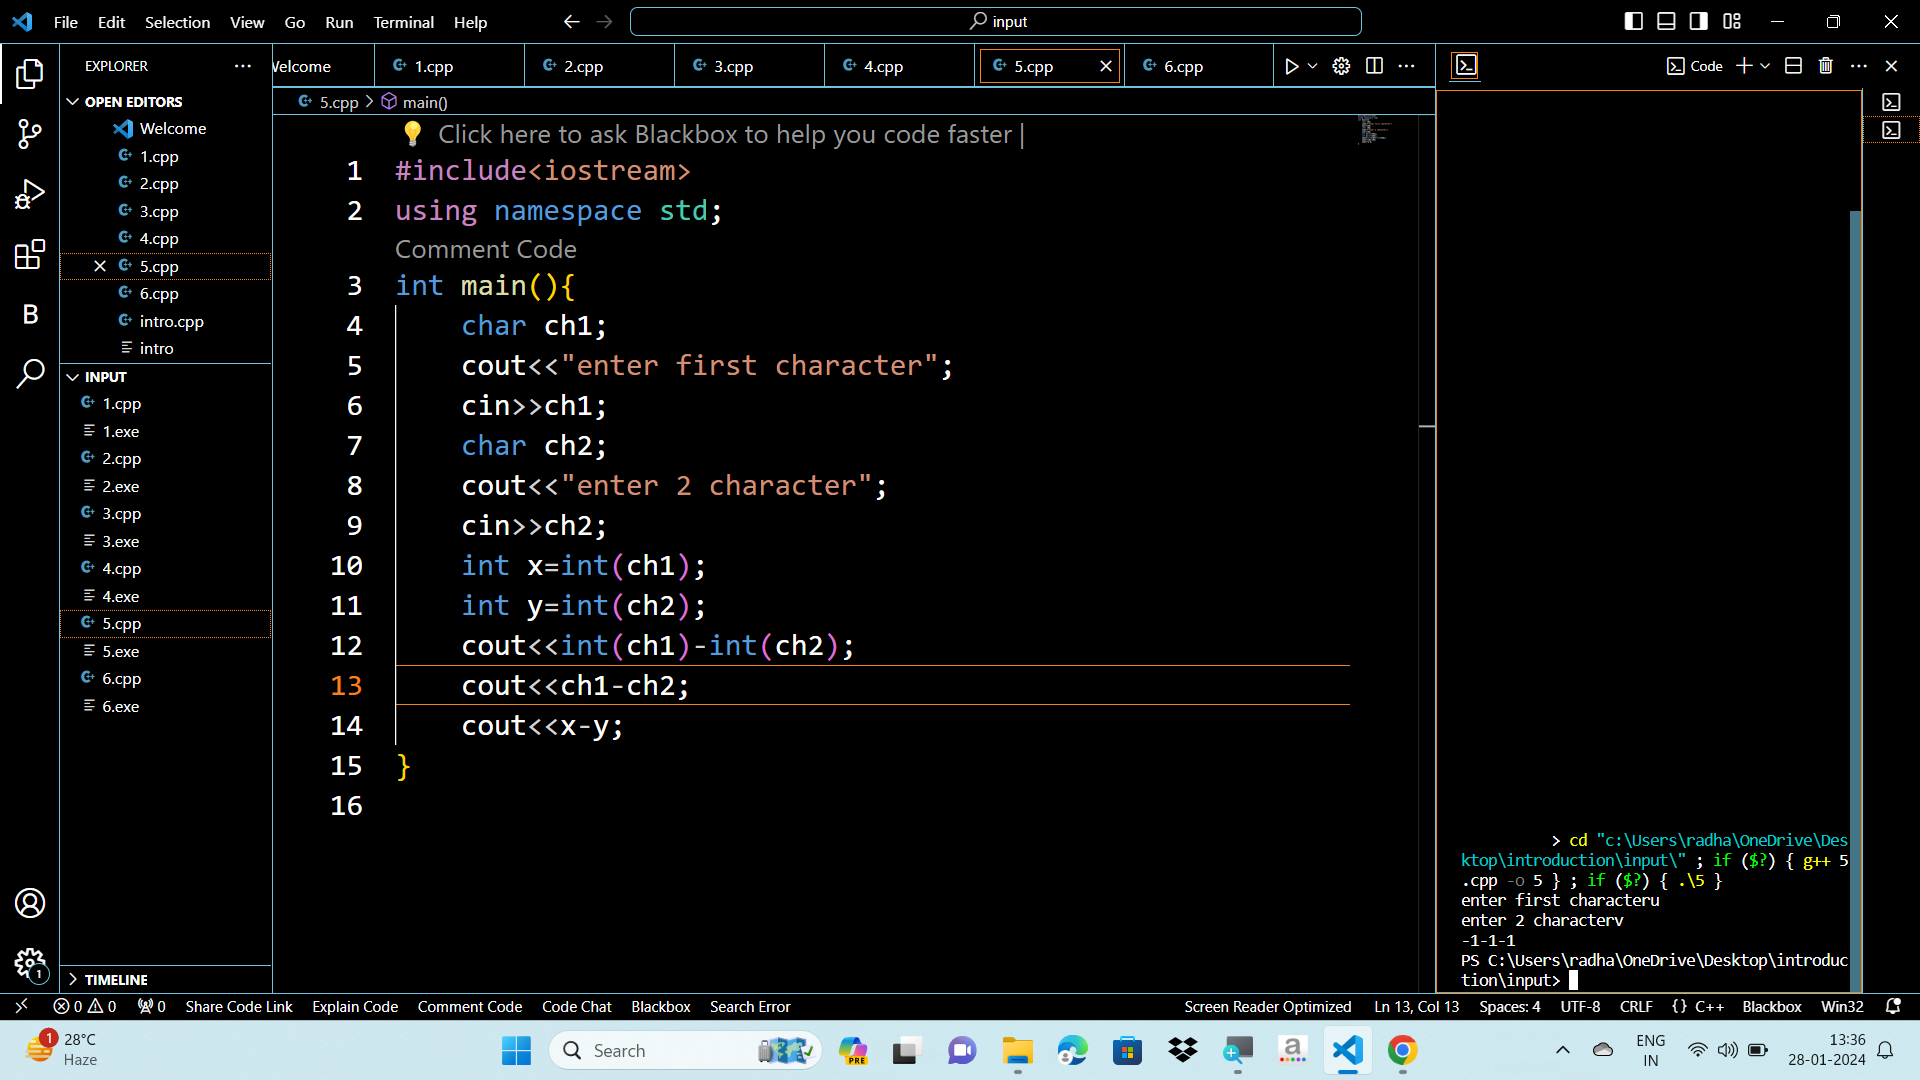 File Edit Selection View Go Run Terminal Help
input
EXPLORER
OPEN EDITORS
Welcome
1.cpp
2.cpp
3.cpp
4.cpp
5.cpp
6.cpp
intro.cpp
intro
INPUT
1.cpp
1.exe
2.cpp
2.exe
3.cpp
3.exe
4.cpp
4.exe
5.cpp
5.exe
6.cpp
6.exe
TIMELINE
Welcome 1.cpp 2.cpp 3.cpp 4.cpp 5.cpp 6.cpp
5.cpp > main()
Click here to ask Blackbox to help you code faster |
1 #include<iostream>
2 using namespace std;
Comment Code
3 int main(){
4 char ch1;
5 cout<<"enter first character";
6 cin>>ch1;
7 char ch2;
8 cout<<"enter 2 character";
9 cin>>ch2;
10 int x=int(ch1);
11 int y=int(ch2);
12 cout<<int(ch1)-int(ch2);
13 cout<<ch1-ch2;
14 cout<<x-y;
15 }
16
Code
> cd "c:\Users\radha\OneDrive\Des
ktop\introduction\input\" ; if ($?) { g++ 5
.cpp -o 5 } ; if ($?) { .\5 }
enter first characteru
enter 2 characterv
-1-1-1
PS C:\Users\radha\OneDrive\Desktop\introduc
tion\input>
1
0 0 0 Share Code Link Explain Code Comment Code Code Chat Blackbox Search Error Screen Reader Optimized Ln 13, Col 13 Spaces: 4 UTF-8 CRLF {} C++ Blackbox Win32
1
28°C
Haze
Search
PRE
a
ENG
IN
13:36
28-01-2024